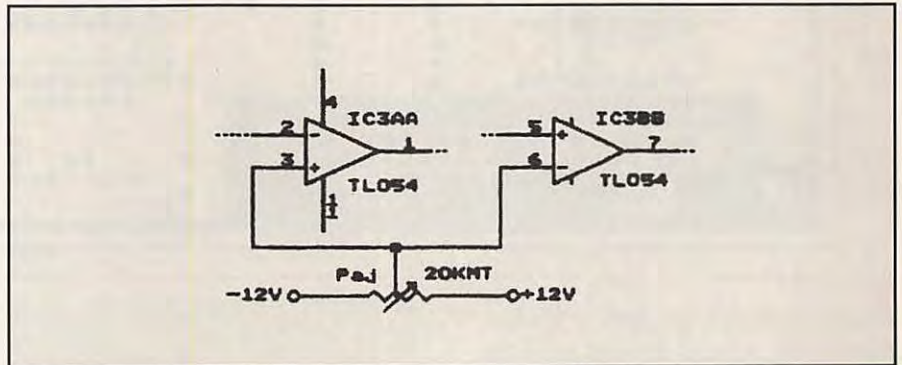 4
IC3AA
IC3BB
2
-
1
5
+
7
3
+
6
-
TL054
TL054
11
Paj
20KMT
-12V
+12V